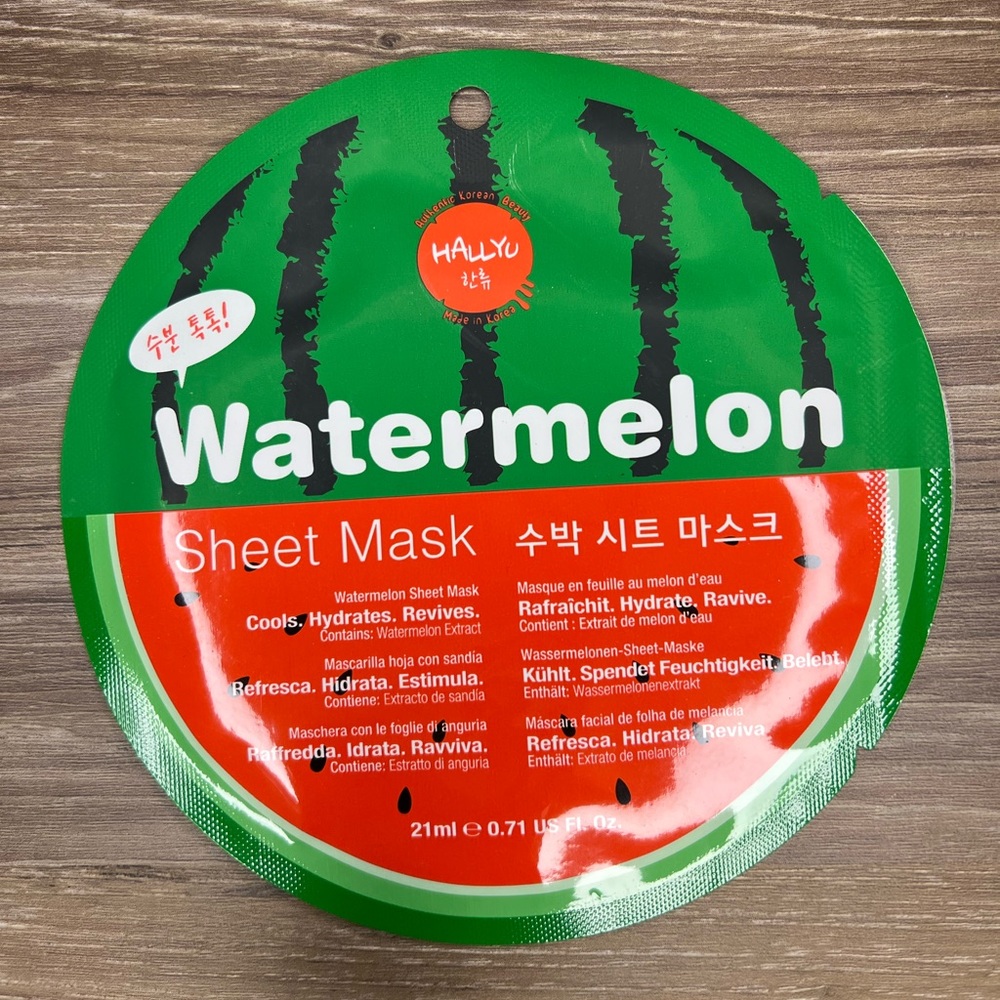 Authentic Korean Beauty
HALLYU
한류
Made in Korea
수분 톡톡!
Watermelon
Sheet Mask 수박 시트 마스크
Watermelon Sheet Mask
Cools. Hydrates. Revives.
Contains: Watermelon Extract
Mascarilla hoja con sandía
Refresca. Hidrata. Estimula.
Contiene: Extracto de sandía
Maschera con le foglie di anguria
Raffredda. Idrata. Ravviva.
Contiene: Estratto di anguria
Masque en feuille au melon d'eau
Rafraîchit. Hydrate. Ravive.
Contient : Extrait de melon d'eau
Wassermelonen-Sheet-Maske
Kühlt. Spendet Feuchtigkeit. Belebt.
Enthält: Wassermelonenextrakt
Máscara facial de folha de melancia
Refresca. Hidrata. Reviva
Enthält: Extrato de melancia
21ml ℮ 0.71 US Fl. Oz.